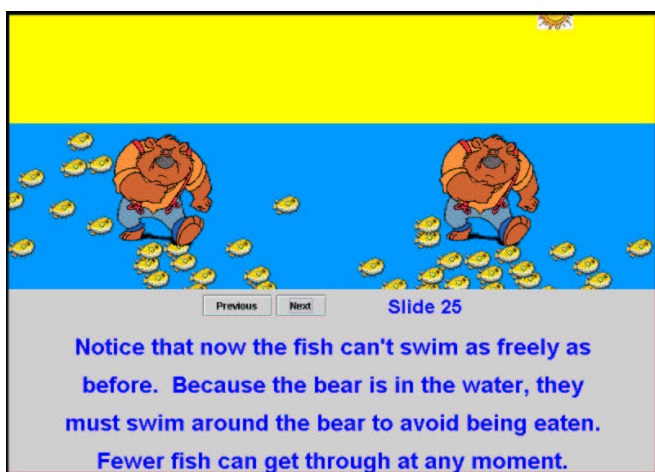 Previous Next Slide 25
Notice that now the fish can't swim as freely as
before. Because the bear is in the water, they
must swim around the bear to avoid being eaten.
Fewer fish can get through at any moment.